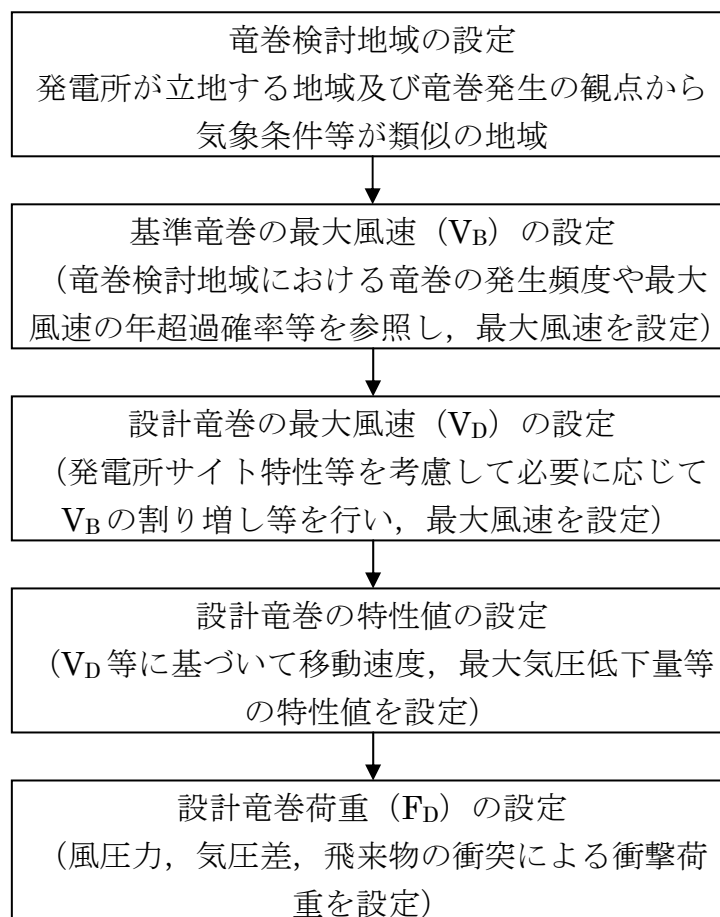 竜巻検討地域の設定
発電所が立地する地域及び竜巻発生の観点から
気象条件等が類似の地域
基準竜巻の最大風速（VB）の設定
（竜巻検討地域における竜巻の発生頻度や最大
風速の年超過確率等を参照し，最大風速を設定）
設計竜巻の最大風速（VD）の設定
（発電所サイト特性等を考慮して必要に応じて
VBの割り増し等を行い，最大風速を設定）
設計竜巻の特性値の設定
（VD等に基づいて移動速度，最大気圧低下量等
の特性値を設定）
設計竜巻荷重（FD）の設定
（風圧力，気圧差，飛来物の衝突による衝撃荷
重を設定）